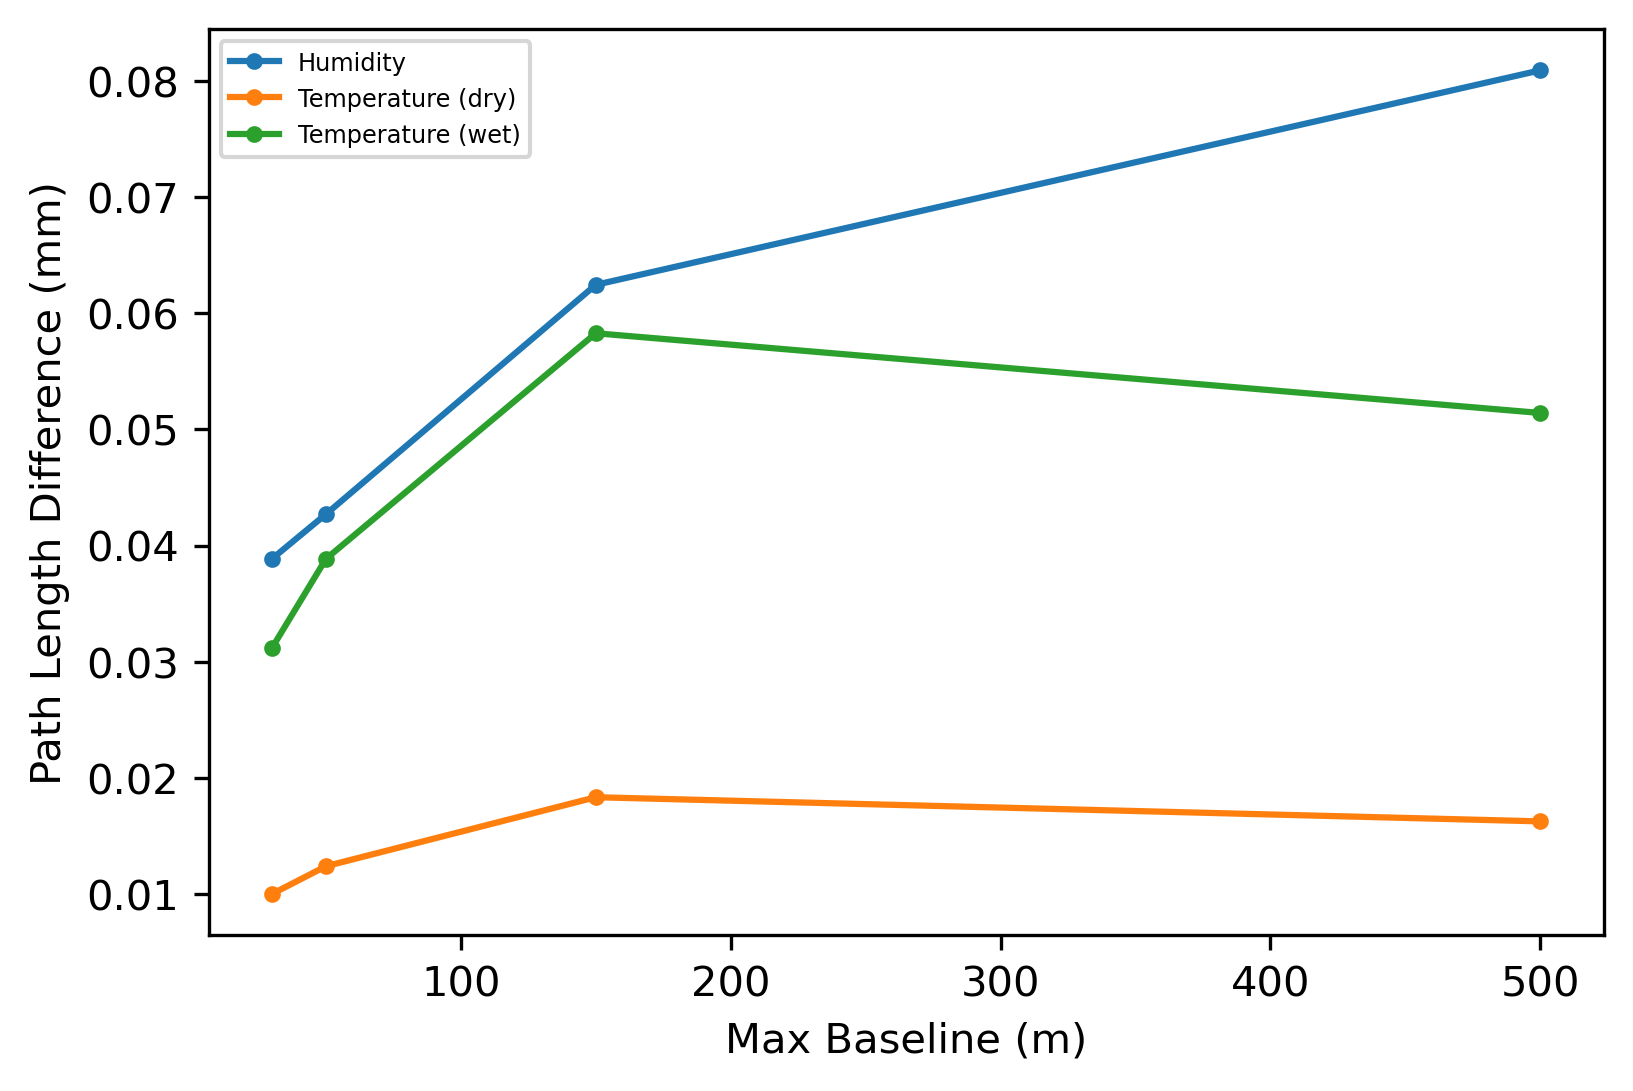 Humidity
Temperature (dry)
Temperature (wet)
0.08
0.07
0.06
0.05
0.04
0.03
0.02
0.01
Path Length Difference (mm)
100 200 300 400 500
Max Baseline (m)